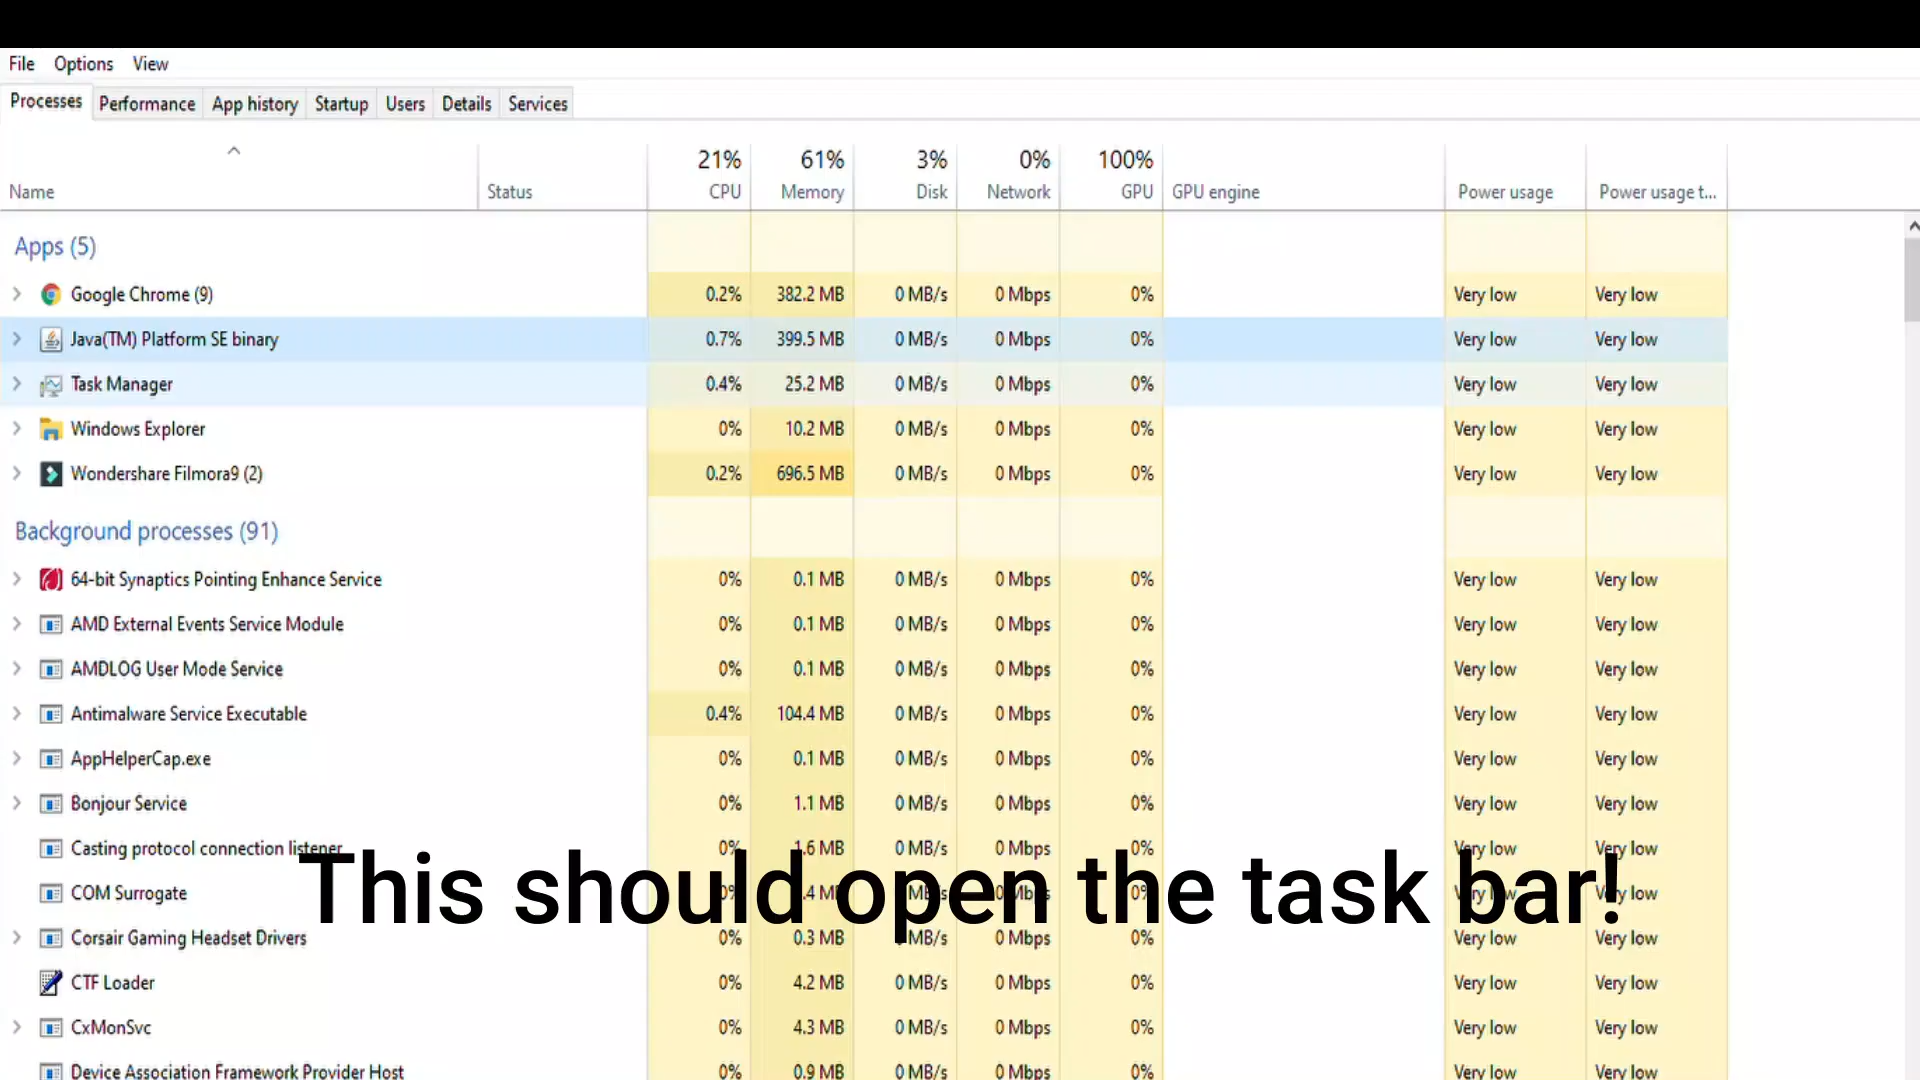 File Options View
Processes Performance App history Startup Users Details Services
21% 61% 3% 0% 100%
Name Status CPU Memory Disk Network GPU GPU engine Power usage Power usage t...
Apps (5)
Google Chrome (9) 0.2% 382.2 MB 0 MB/s 0 Mbps 0% Very low Very low
Java(TM) Platform SE binary 0.7% 399.5 MB 0 MB/s 0 Mbps 0% Very low Very low
Task Manager 0.4% 25.2 MB 0 MB/s 0 Mbps 0% Very low Very low
Windows Explorer 0% 10.2 MB 0 MB/s 0 Mbps 0% Very low Very low
Wondershare Filmora9 (2) 0.2% 696.5 MB 0 MB/s 0 Mbps 0% Very low Very low
Background processes (91)
64-bit Synaptics Pointing Enhance Service 0% 0.1 MB 0 MB/s 0 Mbps 0% Very low Very low
AMD External Events Service Module 0% 0.1 MB 0 MB/s 0 Mbps 0% Very low Very low
AMDLOG User Mode Service 0% 0.1 MB 0 MB/s 0 Mbps 0% Very low Very low
Antimalware Service Executable 0.4% 104.4 MB 0 MB/s 0 Mbps 0% Very low Very low
AppHelperCap.exe 0% 0.1 MB 0 MB/s 0 Mbps 0% Very low Very low
Bonjour Service 0% 1.1 MB 0 MB/s 0 Mbps 0% Very low Very low
Casting protocol connection listener 0% 1.6 MB 0 MB/s 0 Mbps 0% Very low Very low
COM Surrogate
This should open the task bar!
Corsair Gaming Headset Drivers 0% 0.3 MB MB/s 0 Mbps 0% Very low Very low
CTF Loader 0% 4.2 MB 0 MB/s 0 Mbps 0% Very low Very low
CxMonSvc 0% 4.3 MB 0 MB/s 0 Mbps 0% Very low Very low
Device Association Framework Provider Host 0% 0.9 MB 0 MB/s 0 Mbps 0% Very low Very low